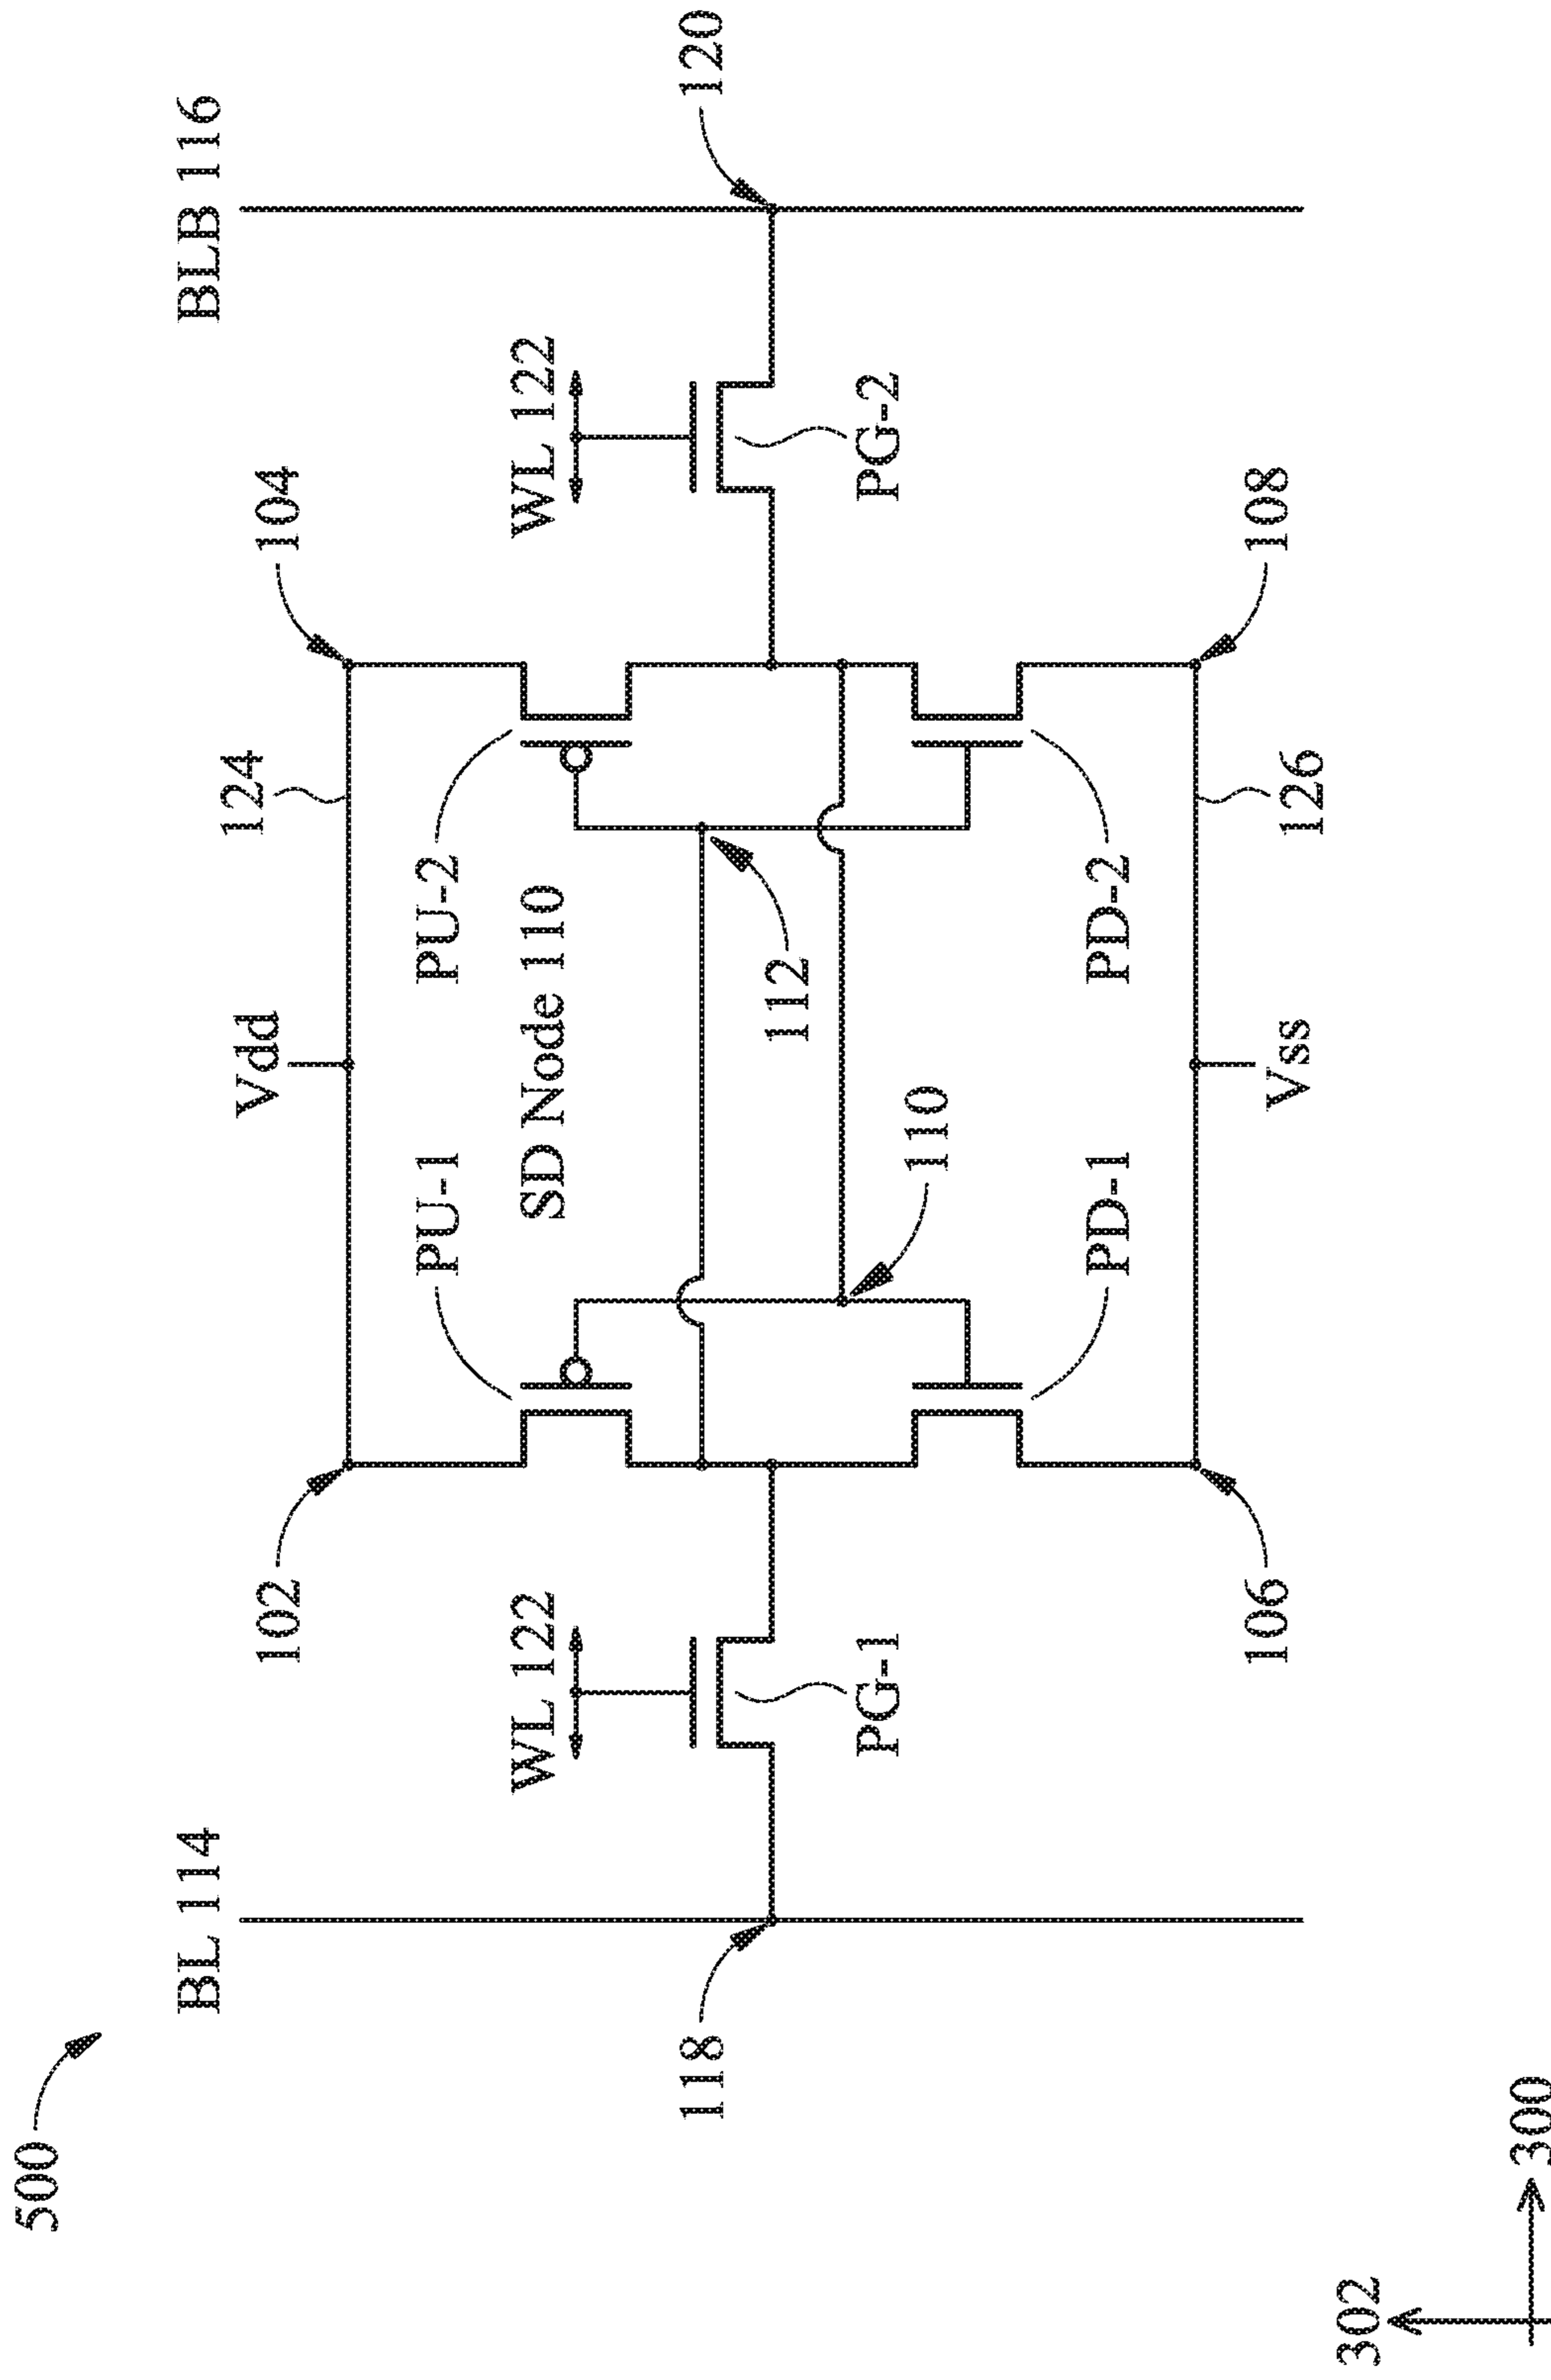 500
BL 114
BLB 116
Vdd
124
102
104
PU-1
PU-2
WL 122
WL 122
SD Node 110
118
120
112
PG-1
PG-2
110
PD-1
PD-2
106
108
Vss
126
302
300